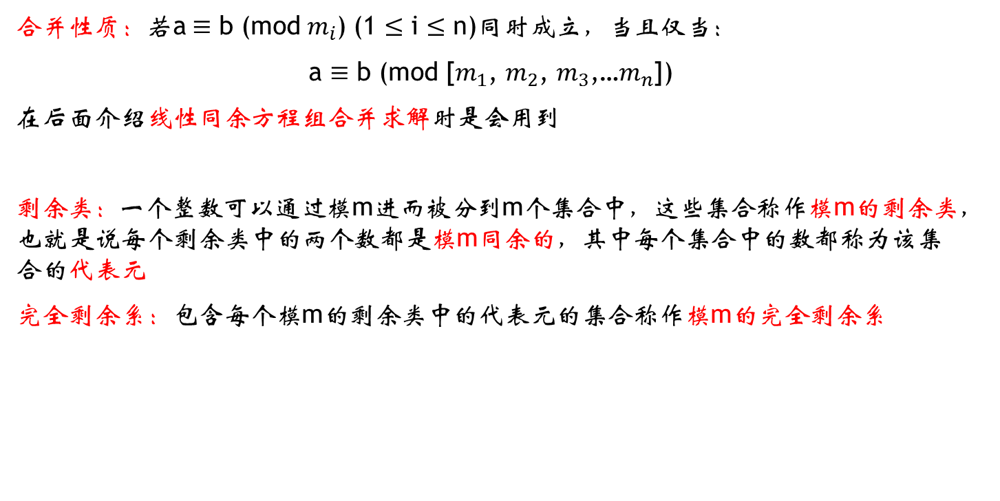 合并性质：若a ≡ b (mod m_i) (1 ≤ i ≤ n)同时成立，当且仅当：
a ≡ b (mod [m_1, m_2, m_3,…m_n])
在后面介绍线性同余方程组合并求解时是会用到
剩余类：一个整数可以通过模m进而被分到m个集合中，这些集合称作模m的剩余类，
也就是说每个剩余类中的两个数都是模m同余的，其中每个集合中的数都称为该集
合的代表元
完全剩余系：包含每个模m的剩余类中的代表元的集合称作模m的完全剩余系